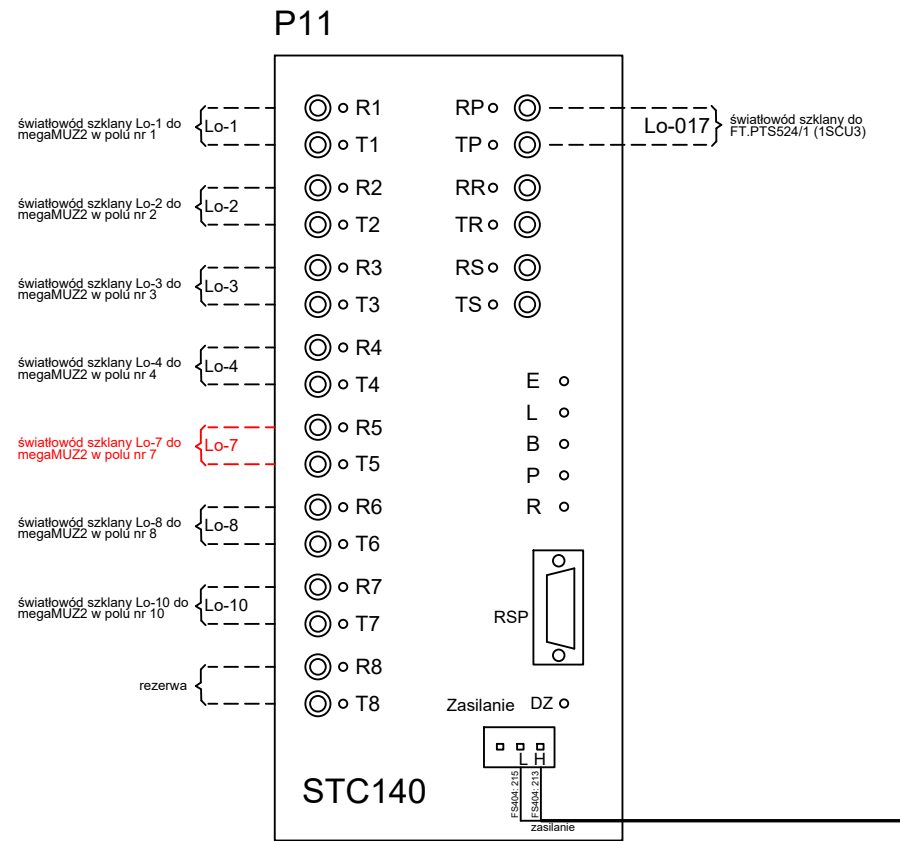 P11
światłowód szklany Lo-1 do
megaMUZ2 w polu nr 1
Lo-1
R1
T1
RP
TP
Lo-017
światłowód szklany do
FT.PTS524/1 (1SCU3)
światłowód szklany Lo-2 do
megaMUZ2 w polu nr 2
Lo-2
R2
T2
RR
TR
światłowód szklany Lo-3 do
megaMUZ2 w polu nr 3
Lo-3
R3
T3
RS
TS
światłowód szklany Lo-4 do
megaMUZ2 w polu nr 4
Lo-4
R4
T4
E
L
B
P
R
światłowód szklany Lo-7 do
megaMUZ2 w polu nr 7
Lo-7
R5
T5
światłowód szklany Lo-8 do
megaMUZ2 w polu nr 8
Lo-8
R6
T6
światłowód szklany Lo-10 do
megaMUZ2 w polu nr 10
Lo-10
R7
T7
RSP
rezerwa
R8
T8
Zasilanie DZ
L H
FS404: 215
FS404: 213
zasilanie
STC140